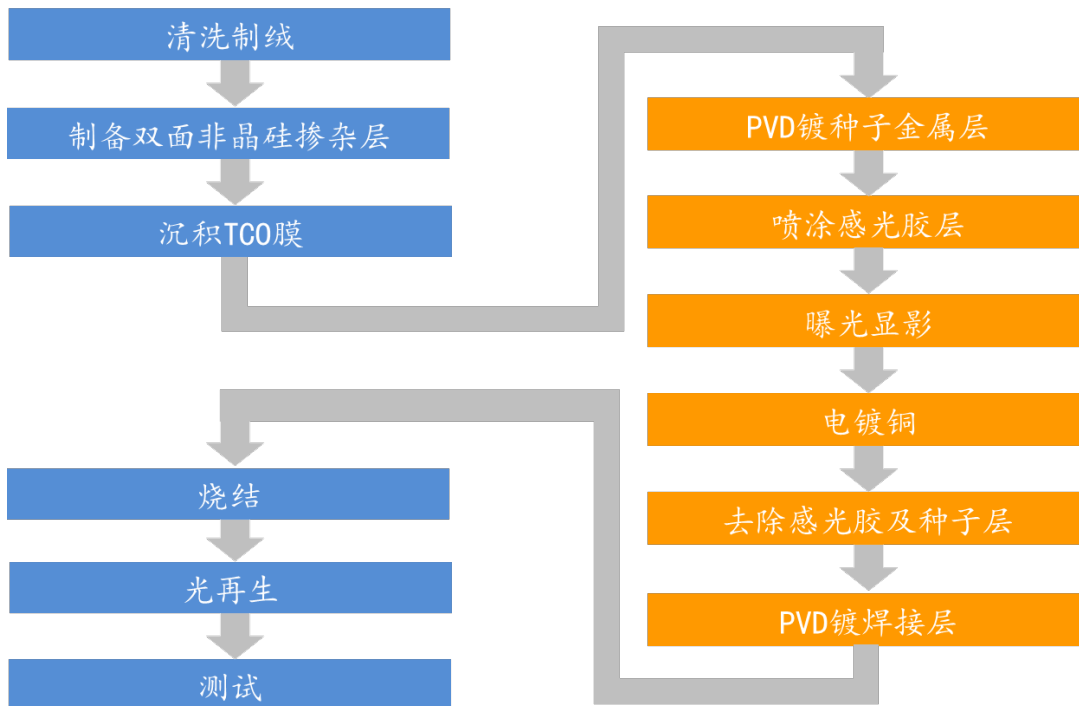 清洗制绒
制备双面非晶硅掺杂层
沉积TCO膜
PVD镀种子金属层
喷涂感光胶层
曝光显影
电镀铜
去除感光胶及种子层
PVD镀焊接层
烧结
光再生
测试